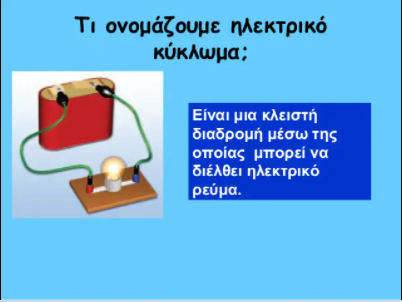 Τι ονομάζουμε ηλεκτρικό
κύκλωμα;
Είναι μια κλειστή
διαδρομή μέσω της
οποίας μπορεί να
διέλθει ηλεκτρικό
ρεύμα.